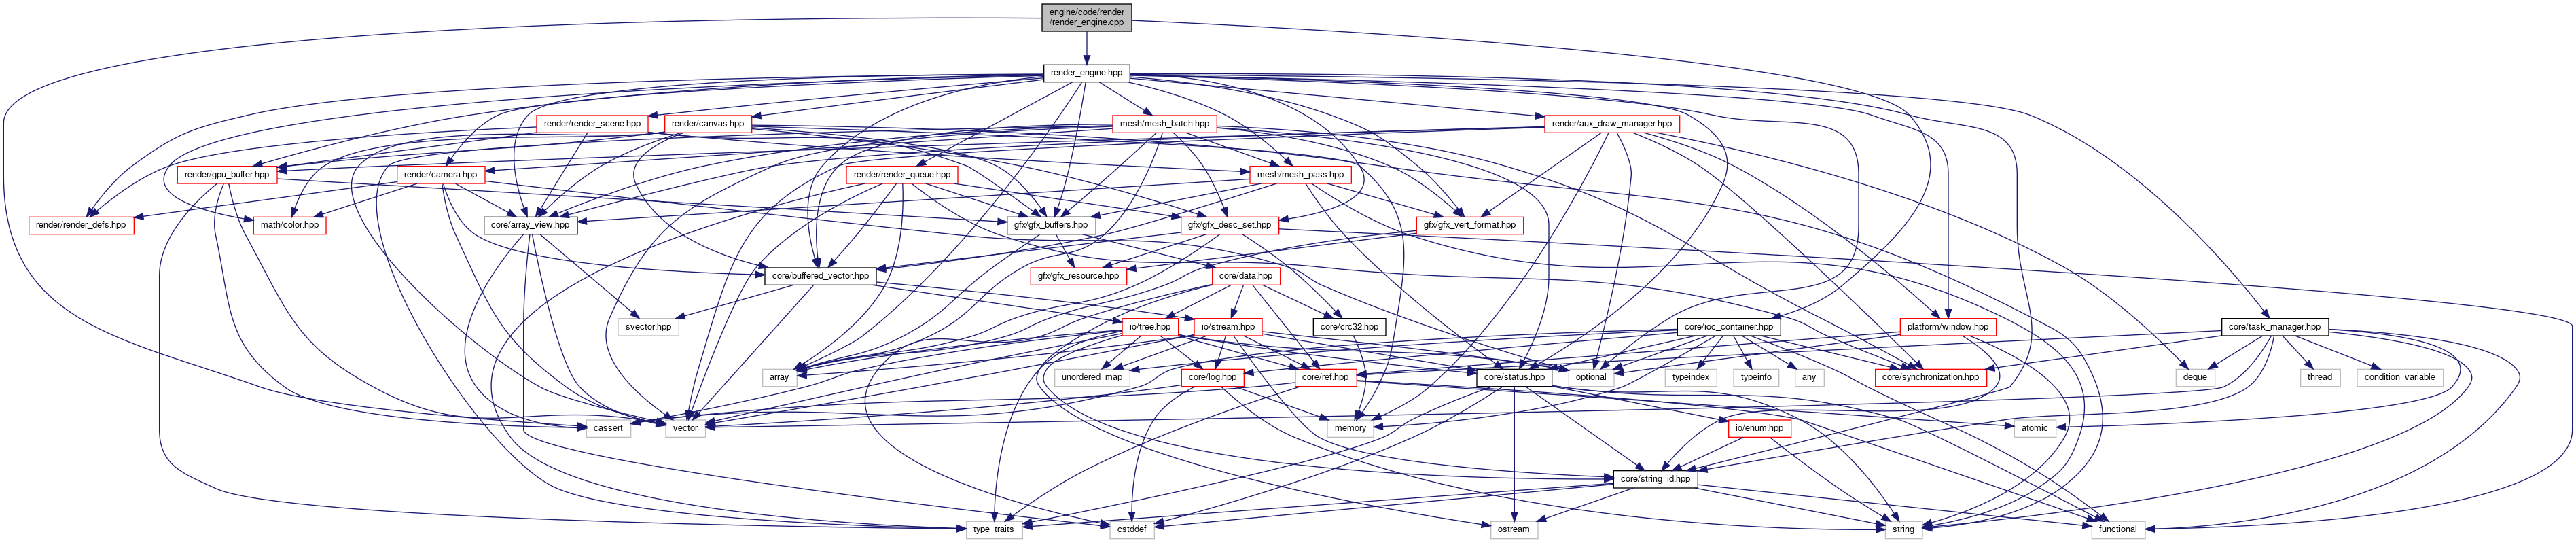 engine/code/render
/render_engine.cpp
render_engine.hpp
render/render_scene.hpp
render/canvas.hpp
mesh/mesh_batch.hpp
render/aux_draw_manager.hpp
render/gpu_buffer.hpp
render/camera.hpp
render/render_queue.hpp
mesh/mesh_pass.hpp
render/render_defs.hpp
math/color.hpp
core/array_view.hpp
gfx/gfx_buffers.hpp
gfx/gfx_desc_set.hpp
gfx/gfx_vert_format.hpp
core/buffered_vector.hpp
gfx/gfx_resource.hpp
core/data.hpp
svector.hpp
io/tree.hpp
io/stream.hpp
core/crc32.hpp
core/ioc_container.hpp
platform/window.hpp
core/task_manager.hpp
array
unordered_map
core/log.hpp
core/ref.hpp
core/status.hpp
optional
typeindex
typeinfo
any
core/synchronization.hpp
deque
thread
condition_variable
cassert
vector
memory
io/enum.hpp
atomic
core/string_id.hpp
type_traits
cstddef
ostream
string
functional